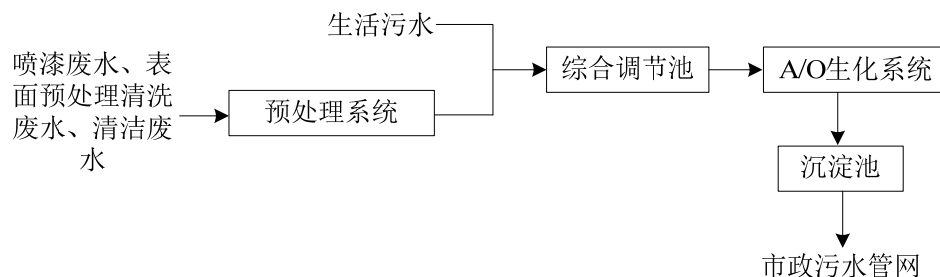 生活污水
喷漆废水、表
面预处理清洗
废水、清洁废
水
预处理系统
综合调节池
A/O生化系统
沉淀池
市政污水管网